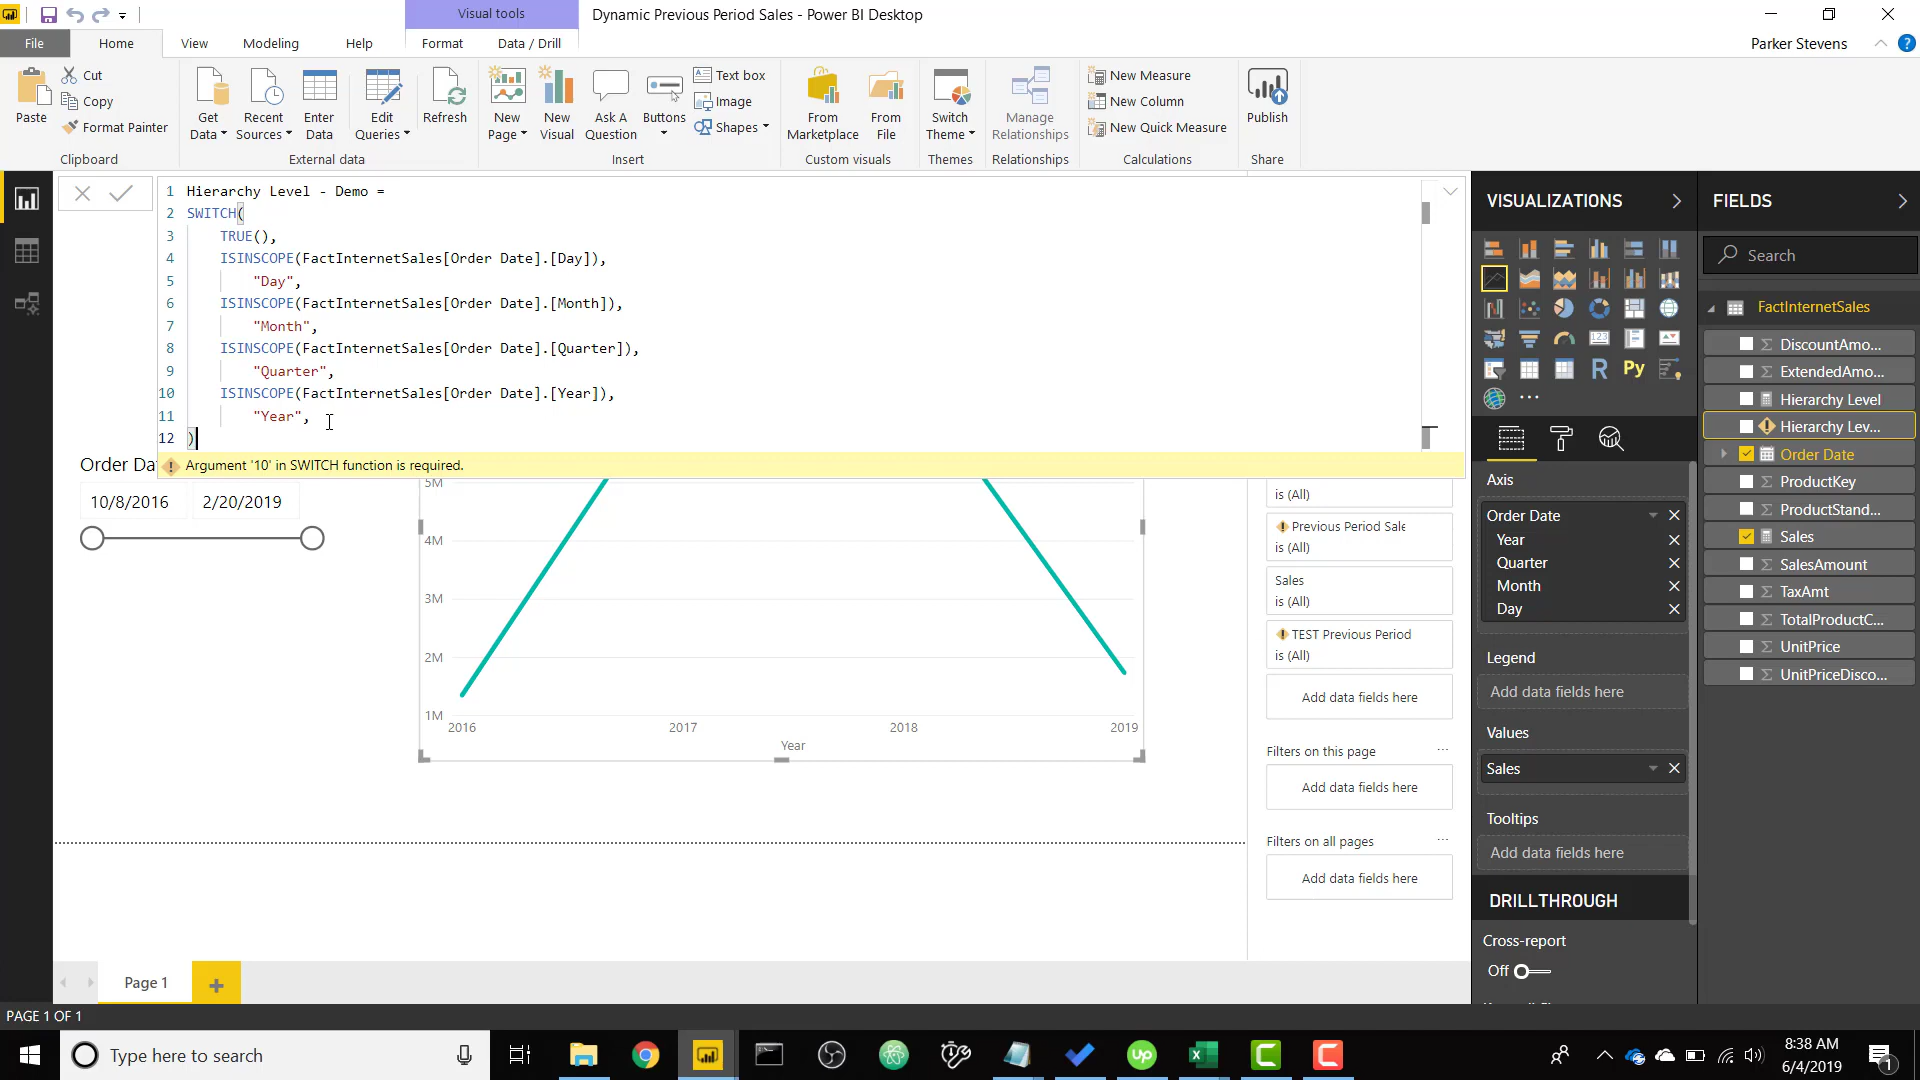 Visual tools
Dynamic Previous Period Sales - Power BI Desktop
File
Home
View
Modeling
Help
Format
Data / Drill
Parker Stevens
Paste
Cut
Copy
Format Painter
Clipboard
Get Data
Recent Sources
Enter Data
Edit Queries
Refresh
External data
New Page
New Visual
Ask A Question
Buttons
Text box
Image
Shapes
Insert
From Marketplace
From File
Custom visuals
Switch Theme
Themes
Manage Relationships
Relationships
New Measure
New Column
New Quick Measure
Calculations
Publish
Share
1 Hierarchy Level - Demo =
2 SWITCH(
3 TRUE(),
4 ISINSCOPE(FactInternetSales[Order Date].[Day]),
5 "Day",
6 ISINSCOPE(FactInternetSales[Order Date].[Month]),
7 "Month",
8 ISINSCOPE(FactInternetSales[Order Date].[Quarter]),
9 "Quarter",
10 ISINSCOPE(FactInternetSales[Order Date].[Year]),
11 "Year",
12 )
Argument '10' in SWITCH function is required.
Order Da
10/8/2016
2/20/2019
5M
4M
3M
2M
1M
2016
2017
2018
2019
Year
is (All)
Previous Period Sale
is (All)
Sales
is (All)
TEST Previous Period
is (All)
Add data fields here
Filters on this page
...
Add data fields here
Filters on all pages
...
Add data fields here
VISUALIZATIONS
R
Py
123
...
Axis
Order Date
Year
Quarter
Month
Day
Legend
Add data fields here
Values
Sales
Tooltips
Add data fields here
DRILLTHROUGH
Cross-report
Off
FIELDS
Search
FactInternetSales
DiscountAmo...
ExtendedAmo...
Hierarchy Level
Hierarchy Lev...
Order Date
ProductKey
ProductStand...
Sales
SalesAmount
TaxAmt
TotalProductC...
UnitPrice
UnitPriceDisco...
Page 1
PAGE 1 OF 1
Type here to search
Up
8:38 AM
6/4/2019
1